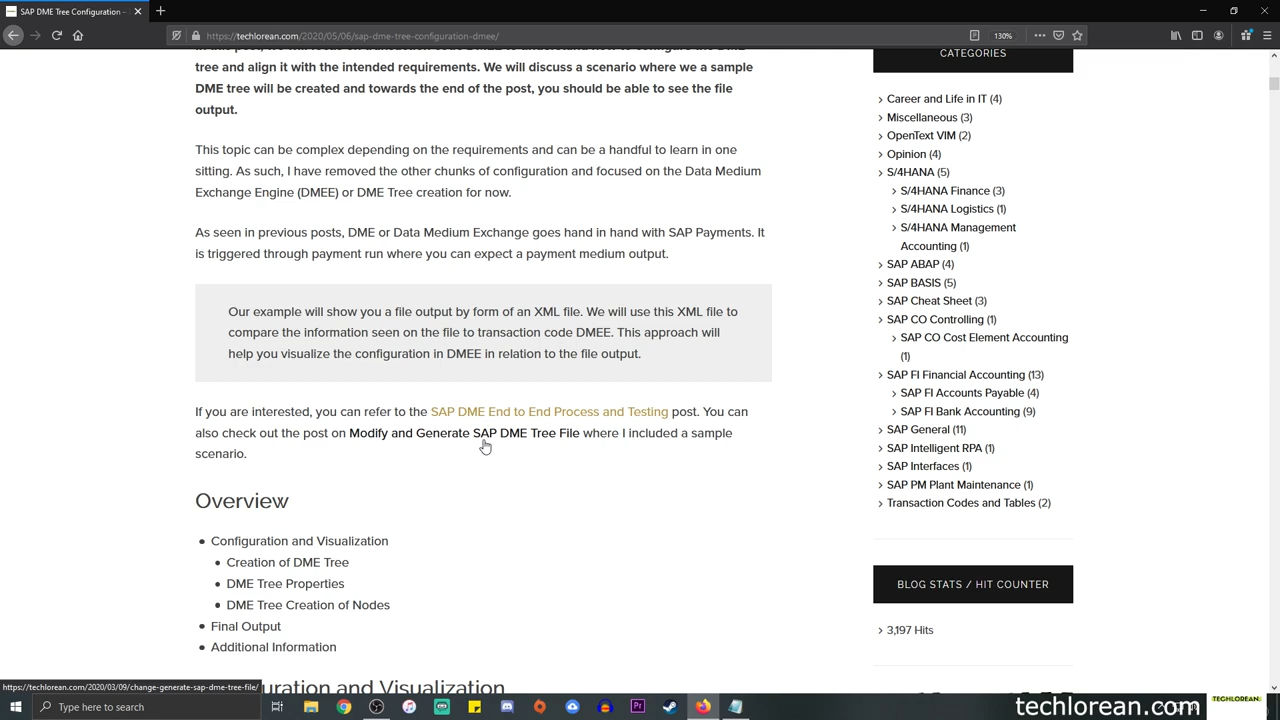 SAP DME Tree Configuration -
https://techlorean.com/2020/05/06/sap-dme-tree-configuration-dmee/
130%
tree and align it with the intended requirements. We will discuss a scenario where we a sample
DME tree will be created and towards the end of the post, you should be able to see the file
output.
This topic can be complex depending on the requirements and can be a handful to learn in one
sitting. As such, I have removed the other chunks of configuration and focused on the Data Medium
Exchange Engine (DMEE) or DME Tree creation for now.
As seen in previous posts, DME or Data Medium Exchange goes hand in hand with SAP Payments. It
is triggered through payment run where you can expect a payment medium output.
Our example will show you a file output by form of an XML file. We will use this XML file to
compare the information seen on the file to transaction code DMEE. This approach will
help you visualize the configuration in DMEE in relation to the file output.
If you are interested, you can refer to the SAP DME End to End Process and Testing post. You can
also check out the post on Modify and Generate SAP DME Tree File where I included a sample
scenario.
Overview
Configuration and Visualization
Creation of DME Tree
DME Tree Properties
DME Tree Creation of Nodes
Final Output
Additional Information
uration and Visualization
CATEGORIES
Career and Life in IT (4)
Miscellaneous (3)
OpenText VIM (2)
Opinion (4)
S/4HANA (5)
S/4HANA Finance (3)
S/4HANA Logistics (1)
S/4HANA Management
Accounting (1)
SAP ABAP (4)
SAP BASIS (5)
SAP Cheat Sheet (3)
SAP CO Controlling (1)
SAP CO Cost Element Accounting
(1)
SAP FI Financial Accounting (13)
SAP FI Accounts Payable (4)
SAP FI Bank Accounting (9)
SAP General (11)
SAP Intelligent RPA (1)
SAP Interfaces (1)
SAP PM Plant Maintenance (1)
Transaction Codes and Tables (2)
BLOG STATS / HIT COUNTER
3,197 Hits
https://techlorean.com/2020/03/09/change-generate-sap-dme-tree-file/
Type here to search
techlorean.com
TECHLOREAN